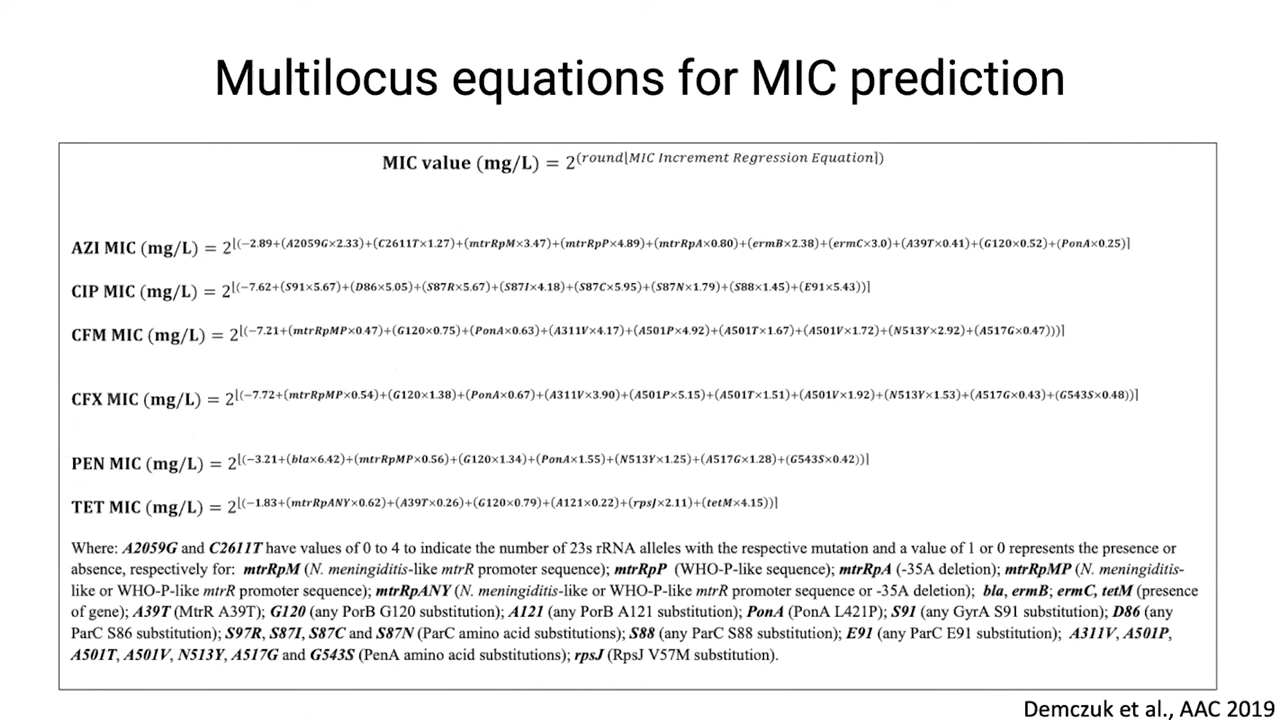 Multilocus equations for MIC prediction
MIC value (mg/L) = 2^(round[MIC Increment Regression Equation])
AZI MIC (mg/L) = 2^⌊(−2.89+(A2059G×2.33)+(C2611T×1.27)+(mtrRpM×3.47)+(mtrRpP×4.89)+(mtrRpA×0.80)+(ermB×2.38)+(ermC×3.0)+(A39T×0.41)+(G120×0.52)+(PonA×0.25)⌉
CIP MIC (mg/L) = 2^⌊(−7.62+(S91×5.67)+(D86×5.05)+(S87R×5.67)+(S87I×4.18)+(S87C×5.95)+(S87N×1.79)+(S88×1.45)+(E91×5.43))⌉
CFM MIC (mg/L) = 2^⌊(−7.21+(mtrRpMP×0.47)+(G120×0.75)+(PonA×0.63)+(A311V×4.17)+(A501P×4.92)+(A501T×1.67)+(A501V×1.72)+(N513Y×2.92)+(A517G×0.47)))⌉
CFX MIC (mg/L) = 2^⌊(−7.72+(mtrRpMP×0.54)+(G120×1.38)+(PonA×0.67)+(A311V×3.90)+(A501P×5.15)+(A501T×1.51)+(A501V×1.92)+(N513Y×1.53)+(A517G×0.43)+(G543S×0.48))⌉
PEN MIC (mg/L) = 2^⌊(−3.21+(bla×6.42)+(mtrRpMP×0.56)+(G120×1.34)+(PonA×1.55)+(N513Y×1.25)+(A517G×1.28)+(G543S×0.42))⌉
TET MIC (mg/L) = 2^⌊(−1.83+(mtrRpANY×0.62)+(A39T×0.26)+(G120×0.79)+(A121×0.22)+(rpsJ×2.11)+(tetM×4.15))⌉
Where: A2059G and C2611T have values of 0 to 4 to indicate the number of 23s rRNA alleles with the respective mutation and a value of 1 or 0 represents the presence or
absence, respectively for: mtrRpM (N. meningiditis-like mtrR promoter sequence); mtrRpP (WHO-P-like sequence); mtrRpA (-35A deletion); mtrRpMP (N. meningiditis-
like or WHO-P-like mtrR promoter sequence); mtrRpANY (N. meningiditis-like or WHO-P-like mtrR promoter sequence or -35A deletion); bla, ermB; ermC, tetM (presence
of gene); A39T (MtrR A39T); G120 (any PorB G120 substitution); A121 (any PorB A121 substitution); PonA (PonA L421P); S91 (any GyrA S91 substitution); D86 (any
ParC S86 substitution); S97R, S87I, S87C and S87N (ParC amino acid substitutions); S88 (any ParC S88 substitution); E91 (any ParC E91 substitution); A311V, A501P,
A501T, A501V, N513Y, A517G and G543S (PenA amino acid substitutions); rpsJ (RpsJ V57M substitution).
Demczuk et al., AAC 2019